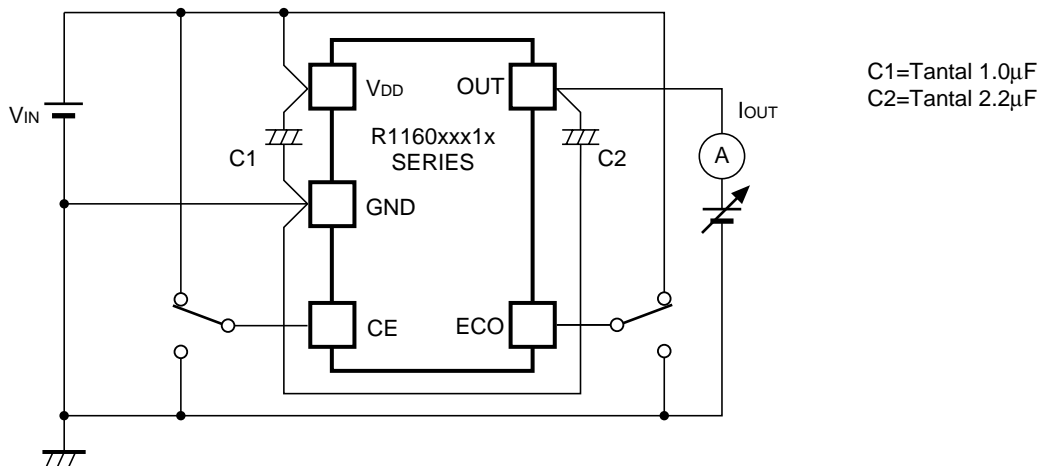 VIN
VDD
OUT
R1160xxx1x
SERIES
C1
C2
IOUT
A
GND
CE
ECO
C1=Tantal 1.0μF
C2=Tantal 2.2μF